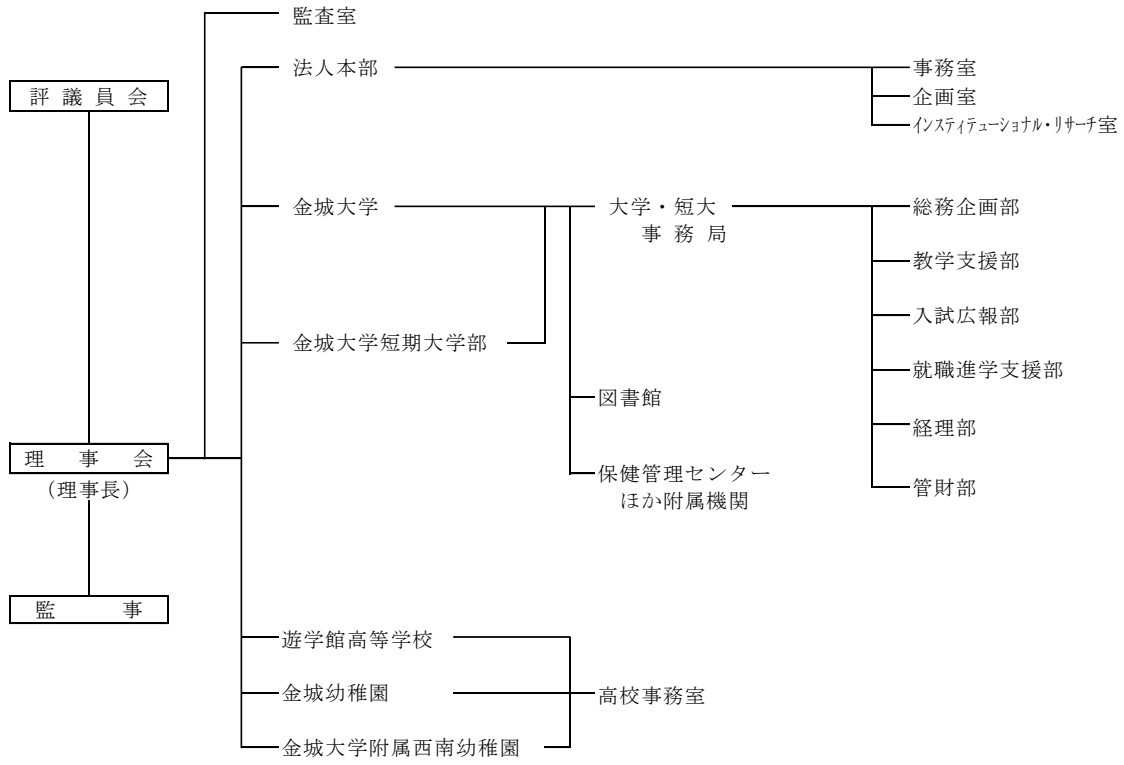 監査室
法人本部
事務室
評議員会
企画室
インスティテューショナル・リサーチ室
金城大学
大学・短大
事務局
総務企画部
教学支援部
入試広報部
金城大学短期大学部
就職進学支援部
図書館
経理部
理事会
(理事長)
保健管理センター
ほか附属機関
管財部
監事
遊学館高等学校
金城幼稚園
高校事務室
金城大学附属西南幼稚園